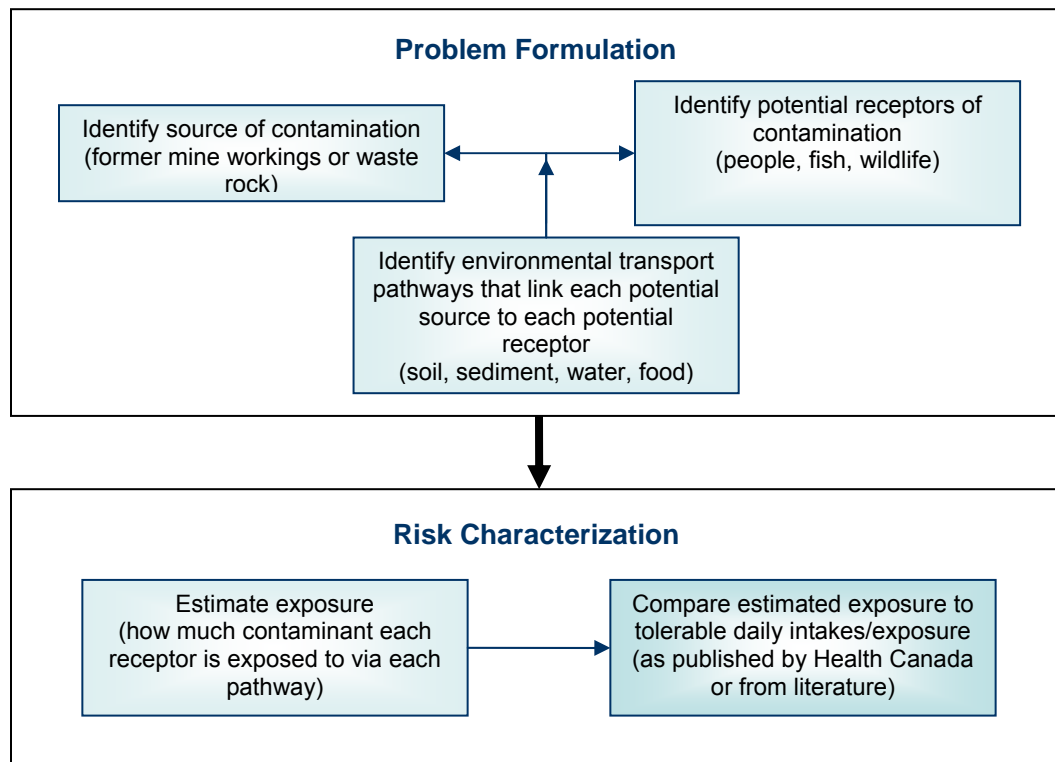 Problem Formulation
Identify source of contamination
(former mine workings or waste
rock)
Identify potential receptors of
contamination
(people, fish, wildlife)
Identify environmental transport
pathways that link each potential
source to each potential
receptor
(soil, sediment, water, food)
Risk Characterization
Estimate exposure
(how much contaminant each
receptor is exposed to via each
pathway)
Compare estimated exposure to
tolerable daily intakes/exposure
(as published by Health Canada
or from literature)